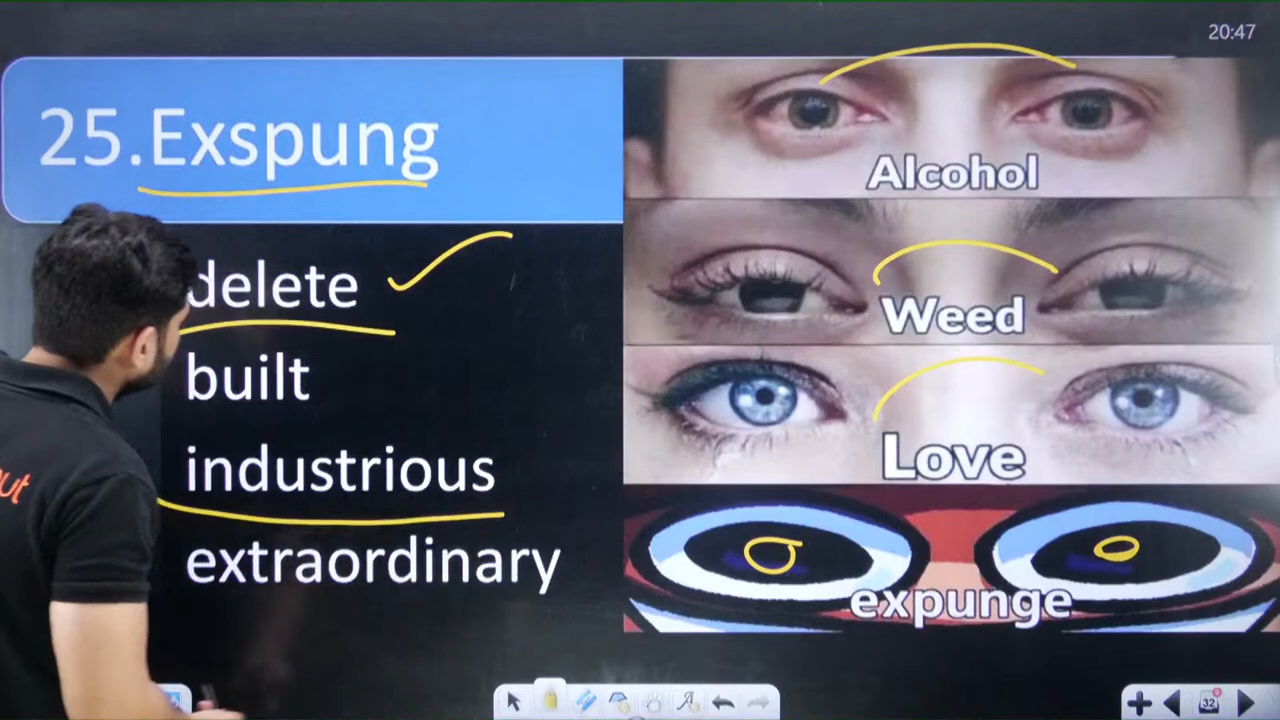 20:47
25.Exspung
delete
built
industrious
extraordinary
Alcohol
Weed
Love
expunge
32